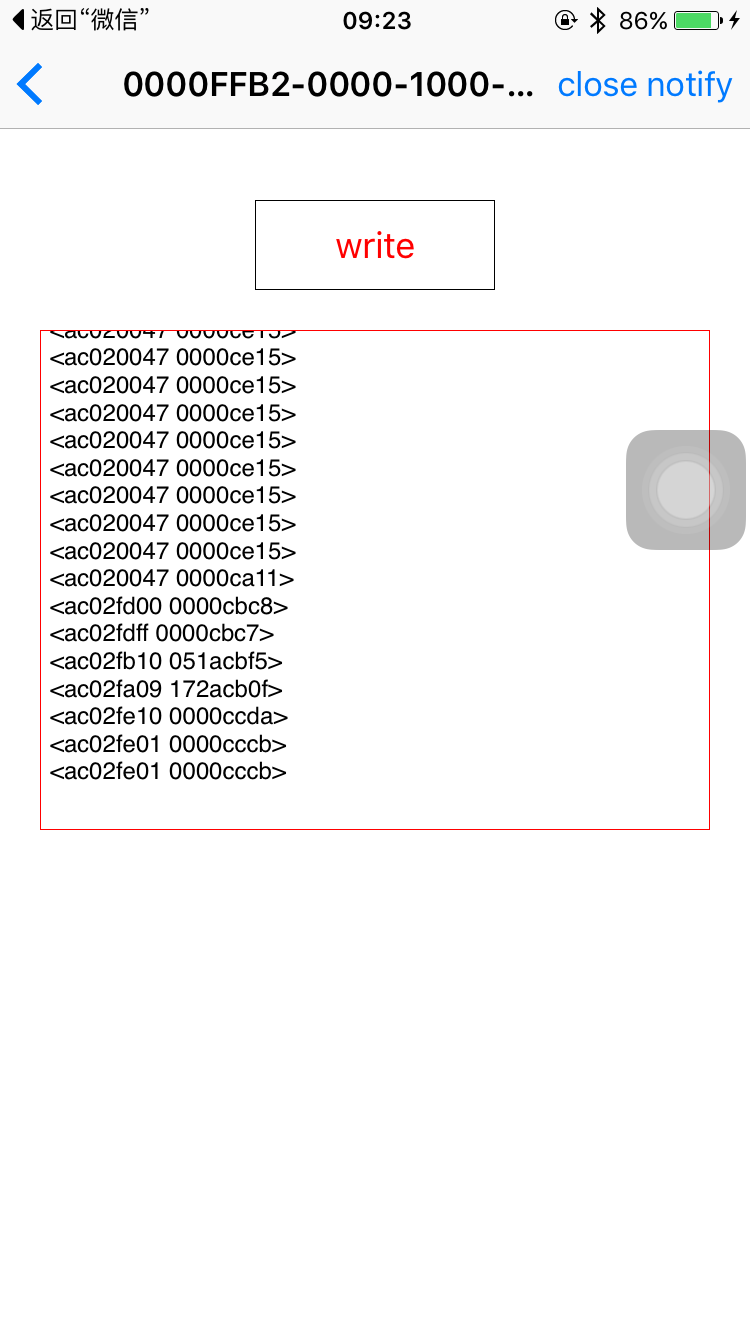 返回“微信”
09:23
86%
0000FFB2-0000-1000-...
close notify
write
<ac020047 0000ce15>
<ac020047 0000ce15>
<ac020047 0000ce15>
<ac020047 0000ce15>
<ac020047 0000ce15>
<ac020047 0000ce15>
<ac020047 0000ce15>
<ac020047 0000ce15>
<ac020047 0000ce15>
<ac020047 0000ca11>
<ac02fd00 0000cbc8>
<ac02fdff 0000cbc7>
<ac02fb10 051acbf5>
<ac02fa09 172acb0f>
<ac02fe10 0000ccda>
<ac02fe01 0000cccb>
<ac02fe01 0000cccb>